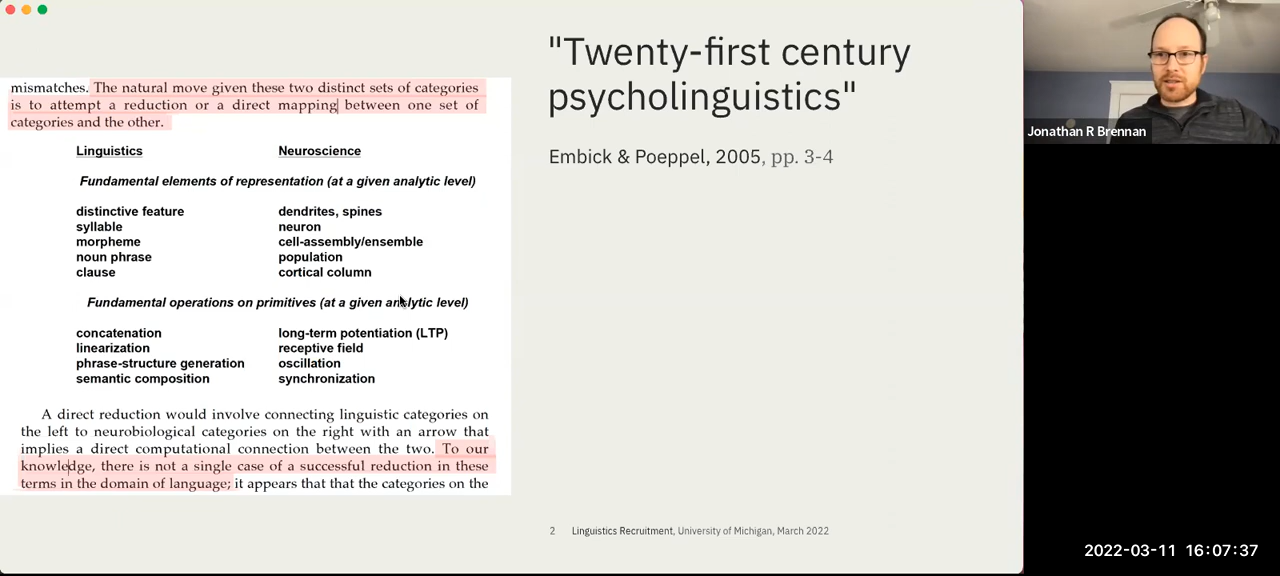 mismatches. The natural move given these two distinct sets of categories
is to attempt a reduction or a direct mapping between one set of
categories and the other.
Linguistics Neuroscience
Fundamental elements of representation (at a given analytic level)
distinctive feature dendrites, spines
syllable neuron
morpheme cell-assembly/ensemble
noun phrase population
clause cortical column
Fundamental operations on primitives (at a given analytic level)
concatenation long-term potentiation (LTP)
linearization receptive field
phrase-structure generation oscillation
semantic composition synchronization
A direct reduction would involve connecting linguistic categories on
the left to neurobiological categories on the right with an arrow that
implies a direct computational connection between the two. To our
knowledge, there is not a single case of a successful reduction in these
terms in the domain of language; it appears that that the categories on the
"Twenty-first century
psycholinguistics"
Embick & Poeppel, 2005, pp. 3-4
2 Linguistics Recruitment, University of Michigan, March 2022
Jonathan R Brennan
2022-03-11 16:07:37